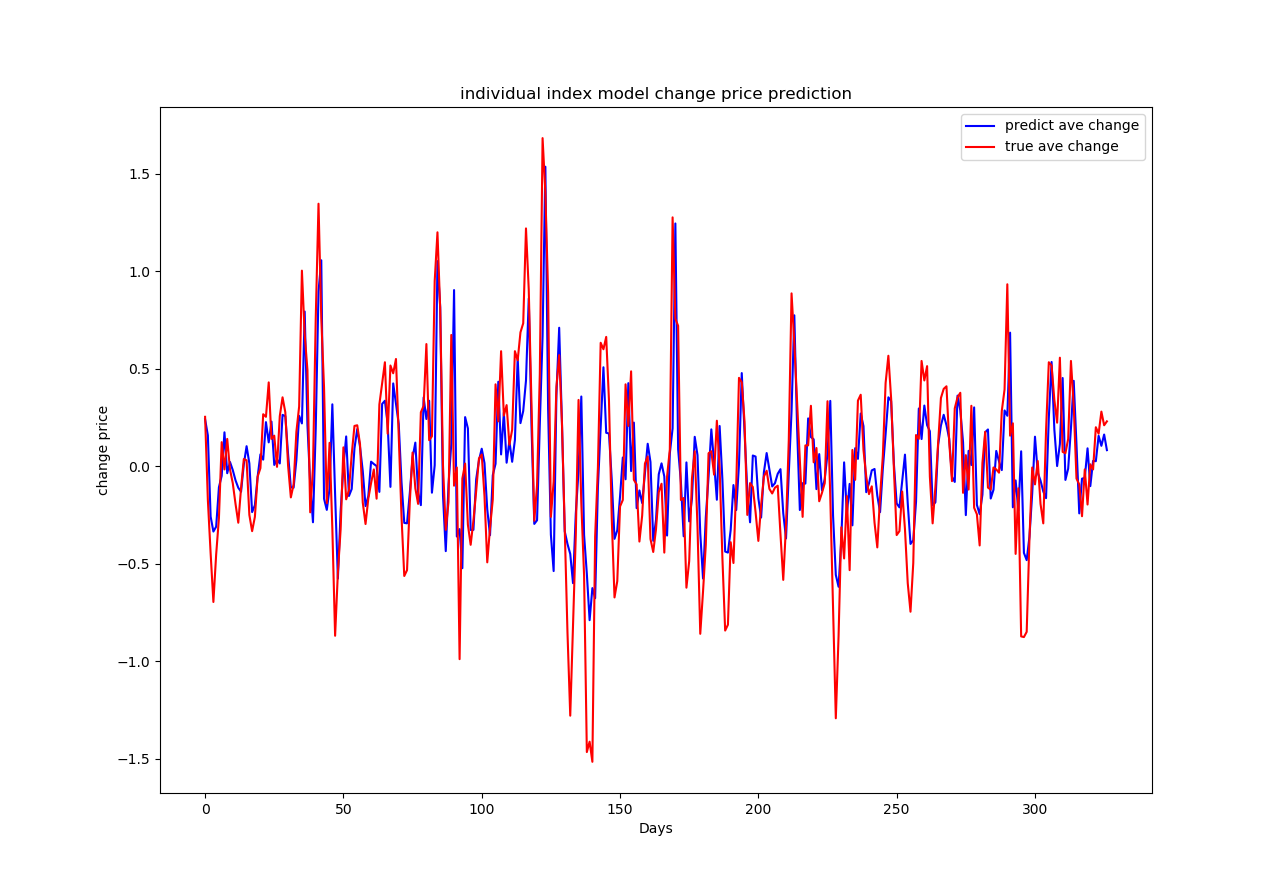 individual index model change price prediction
predict ave change
true ave change
1.5
1.0
0.5
0.0
−0.5
−1.0
−1.5
change price
0 50 100 150 200 250 300
Days